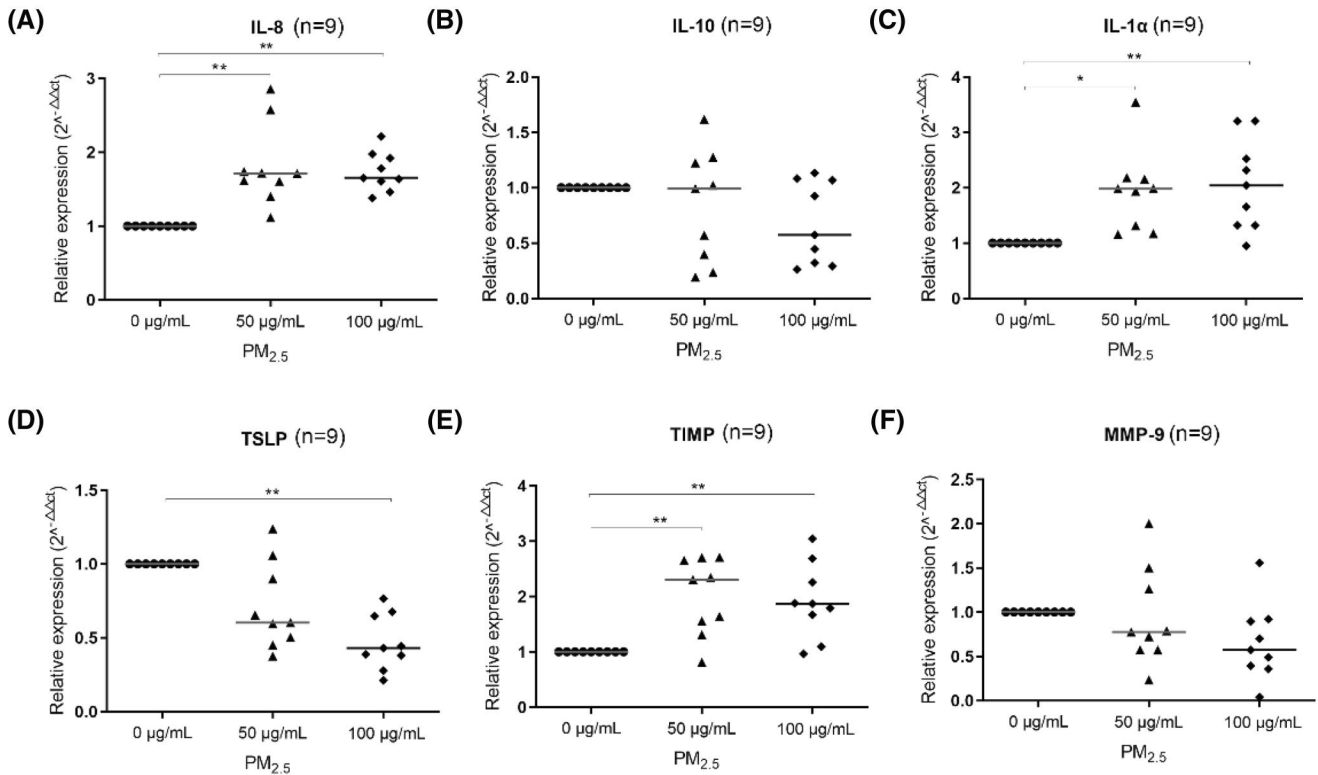 (A)
IL-8 (n=9)
**
**
Relative expression (2^-△△ct)
3
2
1
0
0 µg/mL 50 µg/mL 100 µg/mL
PM2.5
(B)
IL-10 (n=9)
Relative expression (2^-△△ct)
2.0
1.5
1.0
0.5
0.0
0 µg/mL 50 µg/mL 100 µg/mL
PM2.5
(C)
IL-1α (n=9)
**
*
Relative expression (2^-△△ct)
4
3
2
1
0
0 µg/mL 50 µg/mL 100 µg/mL
PM2.5
(D)
TSLP (n=9)
**
Relative expression (2^-△△ct)
1.5
1.0
0.5
0.0
0 µg/mL 50 µg/mL 100 µg/mL
PM2.5
(E)
TIMP (n=9)
**
**
Relative expression (2^-△△ct)
4
3
2
1
0
0 µg/mL 50 µg/mL 100 µg/mL
PM2.5
(F)
MMP-9 (n=9)
Relative expression (2^-△△ct)
2.5
2.0
1.5
1.0
0.5
0.0
0 µg/mL 50 µg/mL 100 µg/mL
PM2.5